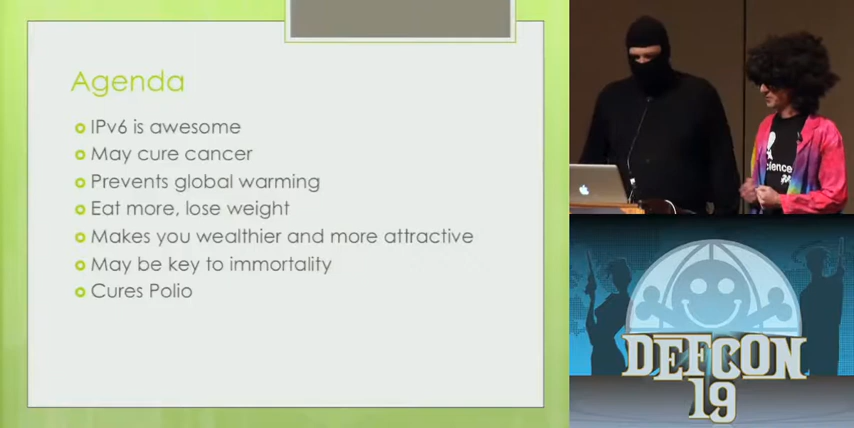 Agenda
IPv6 is awesome
May cure cancer
Prevents global warming
Eat more, lose weight
Makes you wealthier and more attractive
May be key to immortality
Cures Polio
DEFCON
19